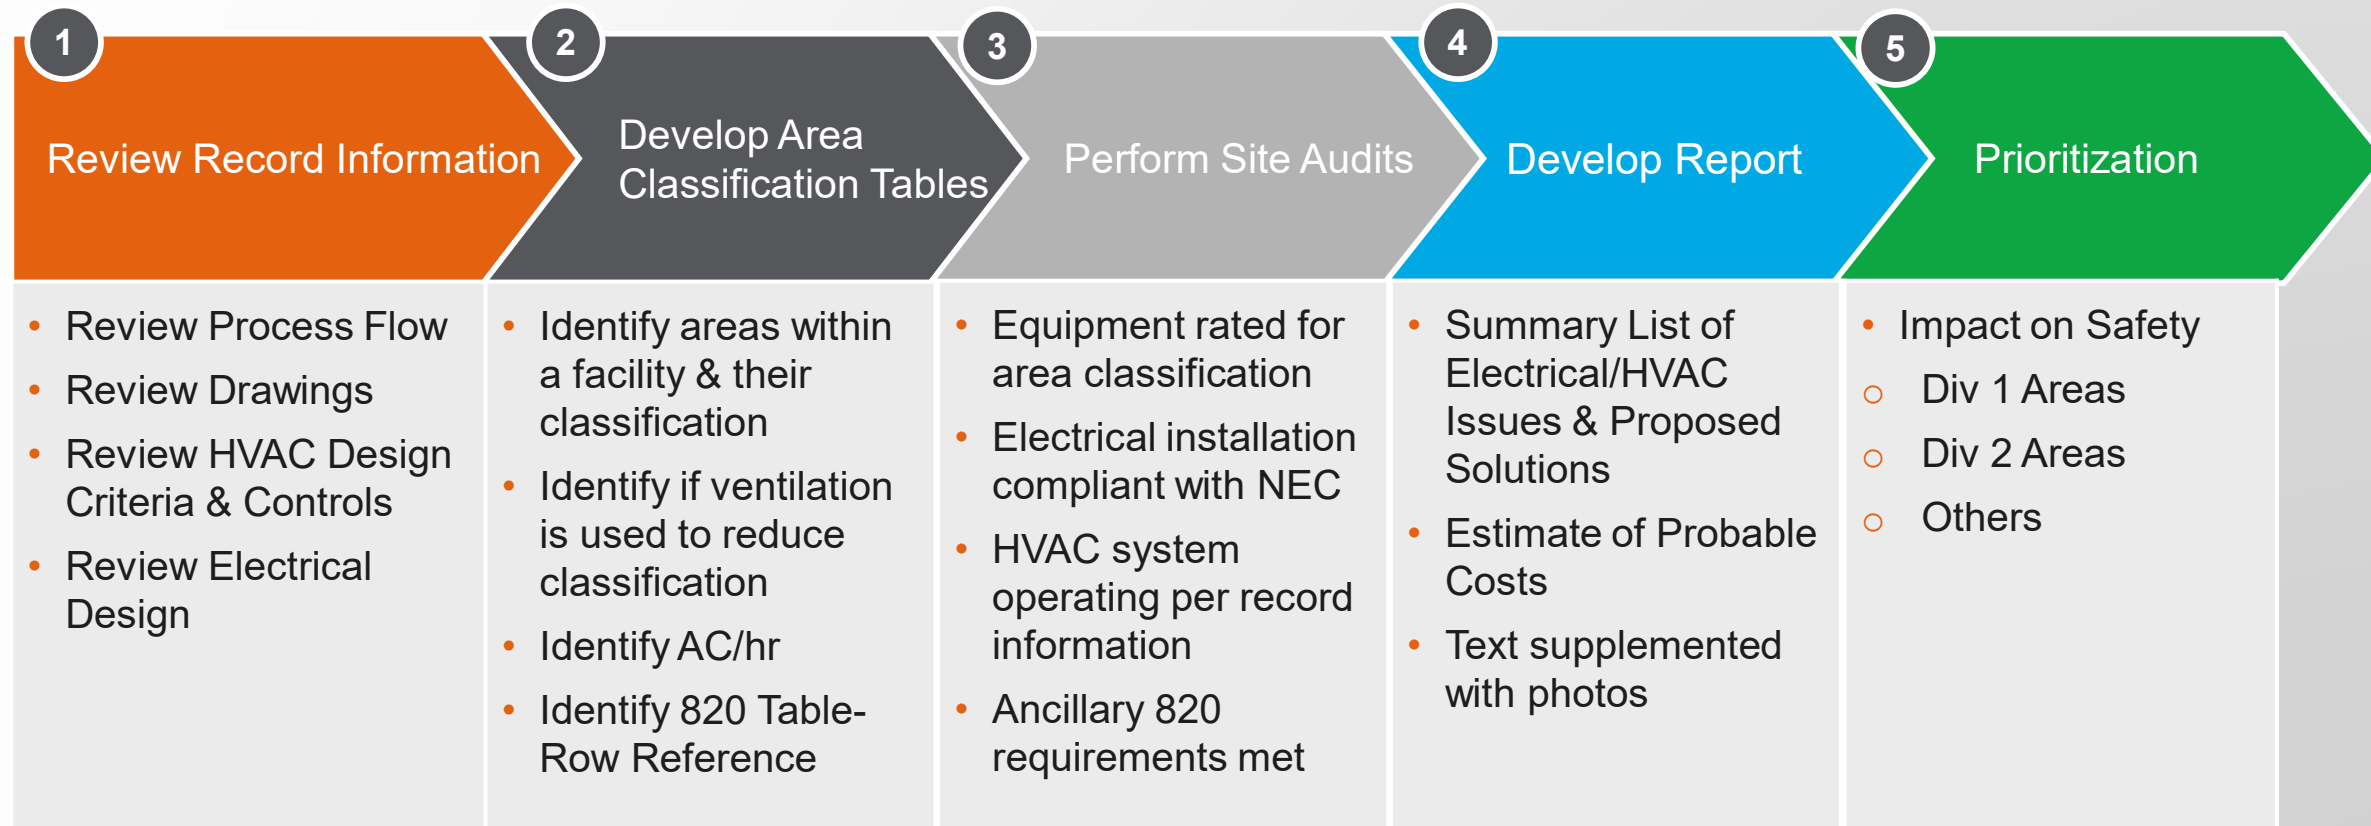 1
Review Record Information
• Review Process Flow
• Review Drawings
• Review HVAC Design
Criteria & Controls
• Review Electrical
Design
2
Develop Area
Classification Tables
• Identify areas within
a facility & their
classification
• Identify if ventilation
is used to reduce
classification
• Identify AC/hr
• Identify 820 Table-
Row Reference
3
Perform Site Audits
• Equipment rated for
area classification
• Electrical installation
compliant with NEC
• HVAC system
operating per record
information
• Ancillary 820
requirements met
4
Develop Report
• Summary List of
Electrical/HVAC
Issues & Proposed
Solutions
• Estimate of Probable
Costs
• Text supplemented
with photos
5
Prioritization
• Impact on Safety
o Div 1 Areas
o Div 2 Areas
o Others